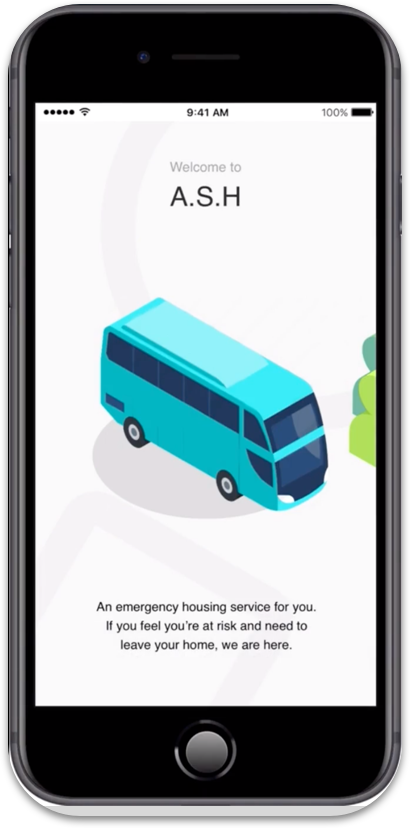 9:41 AM
100%
Welcome to
A.S.H
An emergency housing service for you.
If you feel you're at risk and need to
leave your home, we are here.